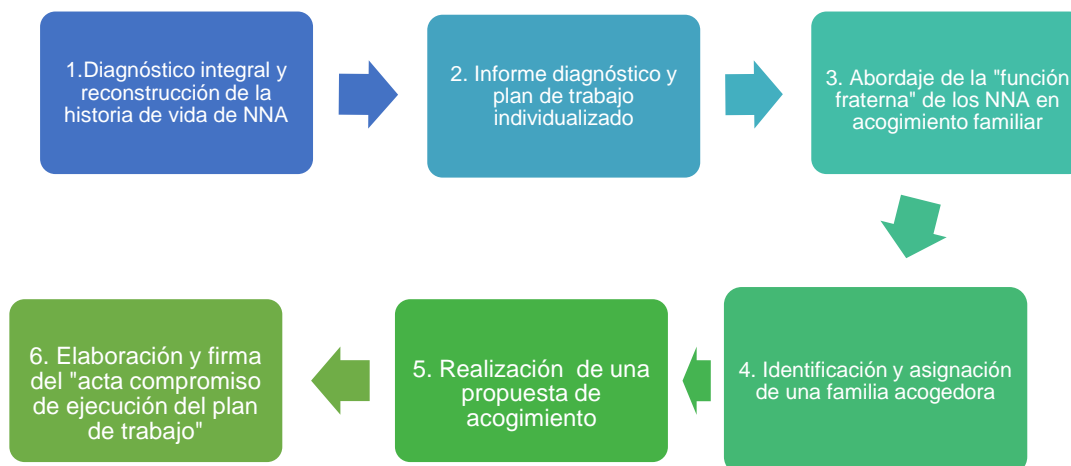 1.Diagnóstico integral y
reconstrucción de la
historia de vida de NNA
2. Informe diagnóstico y
plan de trabajo
individualizado
3. Abordaje de la "función
fraterna" de los NNA en
acogimiento familiar
4. Identificación y asignación
de una familia acogedora
5. Realización de una
propuesta de
acogimiento
6. Elaboración y firma
del "acta compromiso
de ejecución del plan
de trabajo"